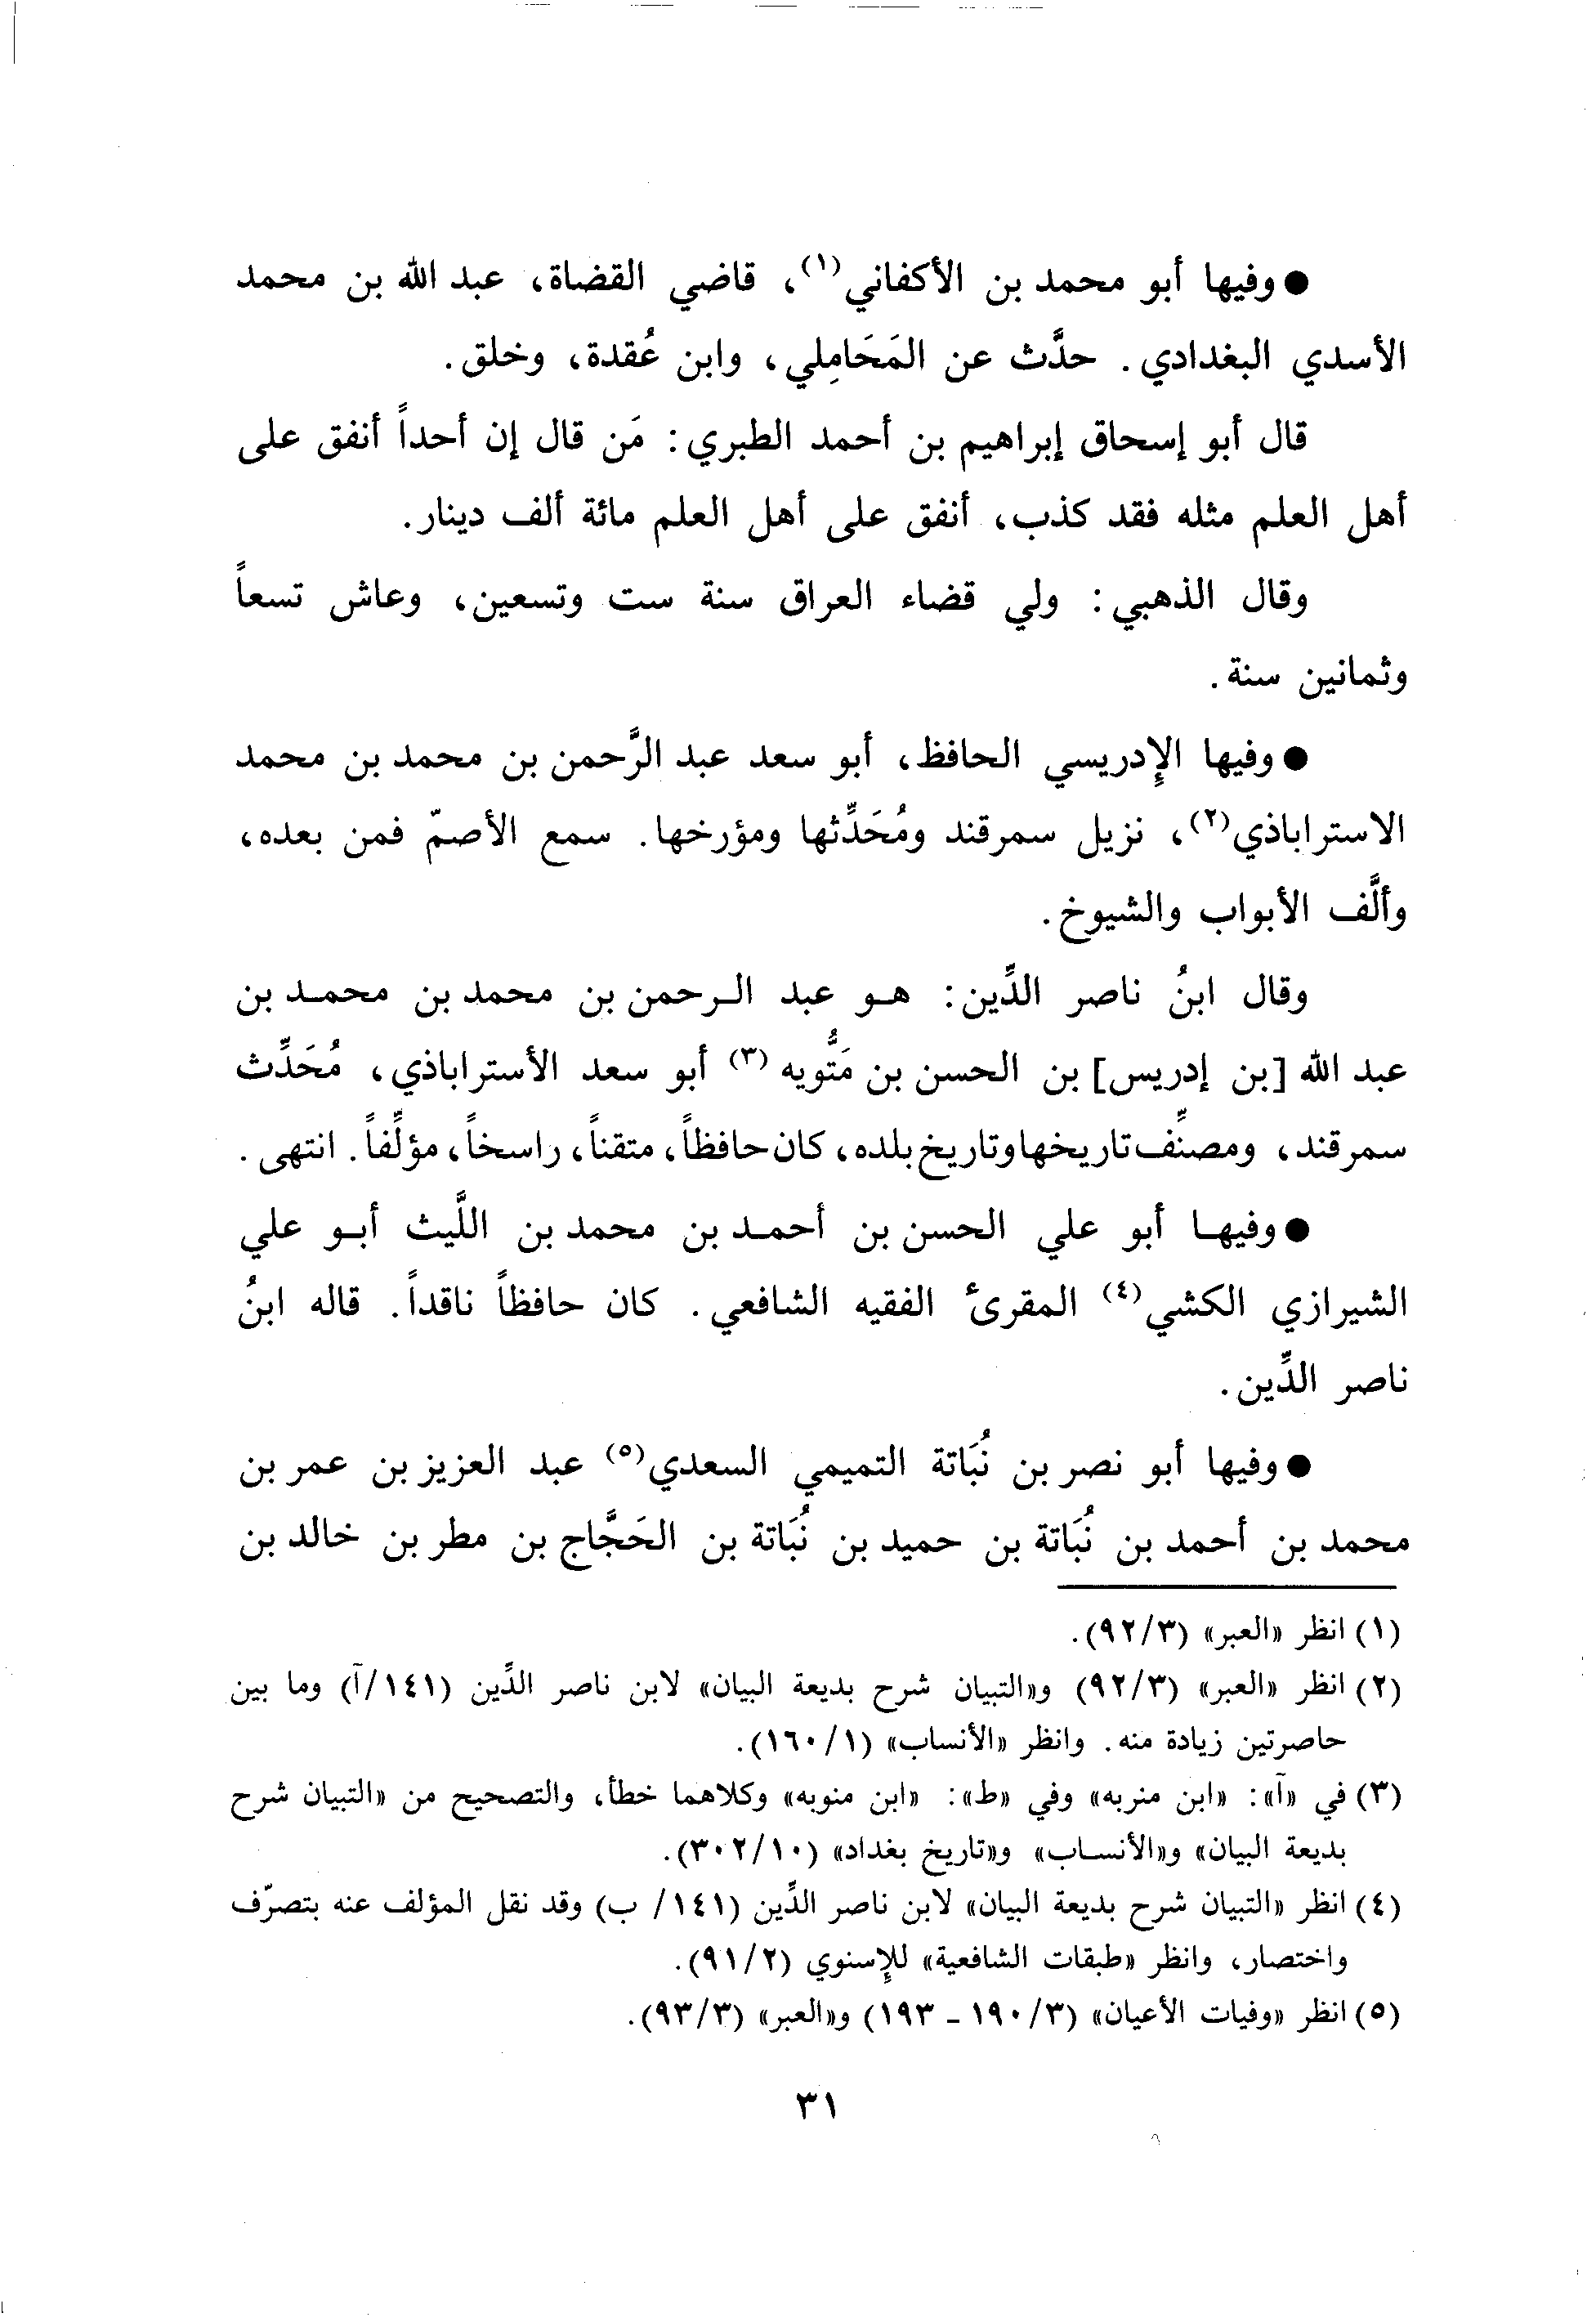 ● وفيها أبو محمد بن الأكفاني(١)، قاضي القضاة، عبد الله بن محمد
الأسدي البغدادي. حدَّث عن المَحَامِلي، وابن عُقدة، وخلق.
قال أبو إسحاق إبراهيم بن أحمد الطبري: مَن قال إن أحداً أنفق على
أهل العلم مثله فقد كذب، أنفق على أهل العلم مائة ألف دينار.
وقال الذهبي: ولي قضاء العراق سنة ست وتسعين، وعاش تسعاً
وثمانين سنة.
● وفيها الإدريسي الحافظ، أبو سعد عبد الرَّحمن بن محمد بن محمد
الاستراباذي(٢)، نزيل سمرقند ومُحَدِّثها ومؤرخها. سمع الأصمّ فمن بعده،
وألَّف الأبواب والشيوخ.
وقال ابنُ ناصر الدِّين: هو عبد الرحمن بن محمد بن محمد بن
عبد الله [بن إدريس] بن الحسن بن مَتُّويه (٣) أبو سعد الأستراباذي، مُحَدِّث
سمرقند، ومصنِّف تاريخها وتاريخ بلده، كان حافظاً، متقناً، راسخاً، مؤلِّفاً. انتهى.
● وفيها أبو علي الحسن بن أحمد بن محمد بن اللَّيث أبو علي
الشيرازي الكشي(٤) المقرئ الفقيه الشافعي. كان حافظاً ناقداً. قاله ابنُ
ناصر الدِّين.
● وفيها أبو نصر بن نُبَاتة التميمي السعدي(٥) عبد العزيز بن عمر بن
محمد بن أحمد بن نُبَاتة بن حميد بن نُبَاتة بن الحَجَّاج بن مطر بن خالد بن
(١) انظر «العبر» (٩٢/٣).
(٢) انظر «العبر» (٩٢/٣) و«التبيان شرح بديعة البيان» لابن ناصر الدِّين (١٤١/آ) وما بين
حاصرتين زيادة منه. وانظر «الأنساب» (١٦٠/١).
(٣) في «آ»: «ابن منربه» وفي «ط»: «ابن منوبه» وكلاهما خطأ، والتصحيح من «التبيان شرح
بديعة البيان» و«الأنساب» و«تاريخ بغداد» (٣٠٢/١٠).
(٤) انظر «التبيان شرح بديعة البيان» لابن ناصر الدِّين (١٤١/ ب) وقد نقل المؤلف عنه بتصرّف
واختصار، وانظر «طبقات الشافعية» للإسنوي (٩١/٢).
(٥) انظر «وفيات الأعيان» (١٩٠/٣ - ١٩٣) و«العبر» (٩٣/٣).
٣١